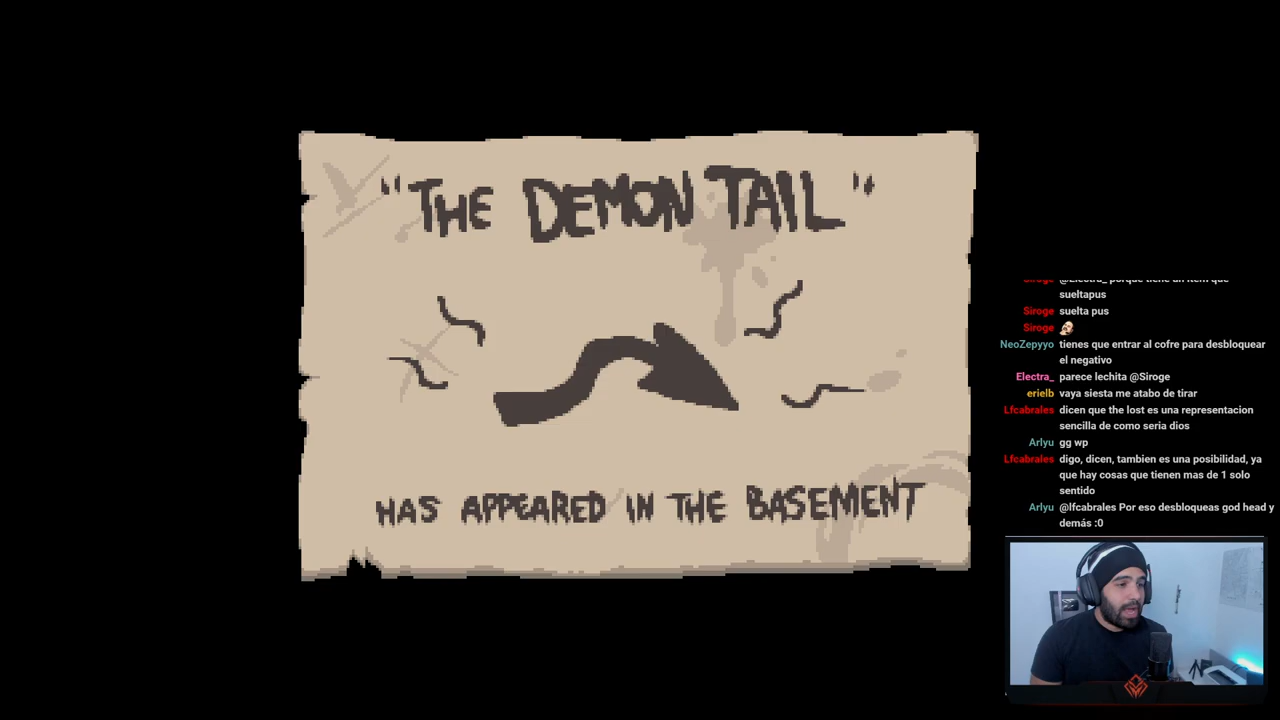 "THE DEMON TAIL"
HAS APPEARED IN THE BASEMENT
sueltapus
Siroge suelta pus
Siroge
NeoZepyyo tienes que entrar al cofre para desbloquear
el negativo
Electra_ parece lechita @Siroge
erielb vaya siesta me atabo de tirar
Lfcabrales dicen que the lost es una representacion
sencilla de como seria dios
Arlyu gg wp
Lfcabrales digo, dicen, tambien es una posibilidad, ya
que hay cosas que tienen mas de 1 solo
sentido
Arlyu @lfcabrales Por eso desbloqueas god head y
demás :0